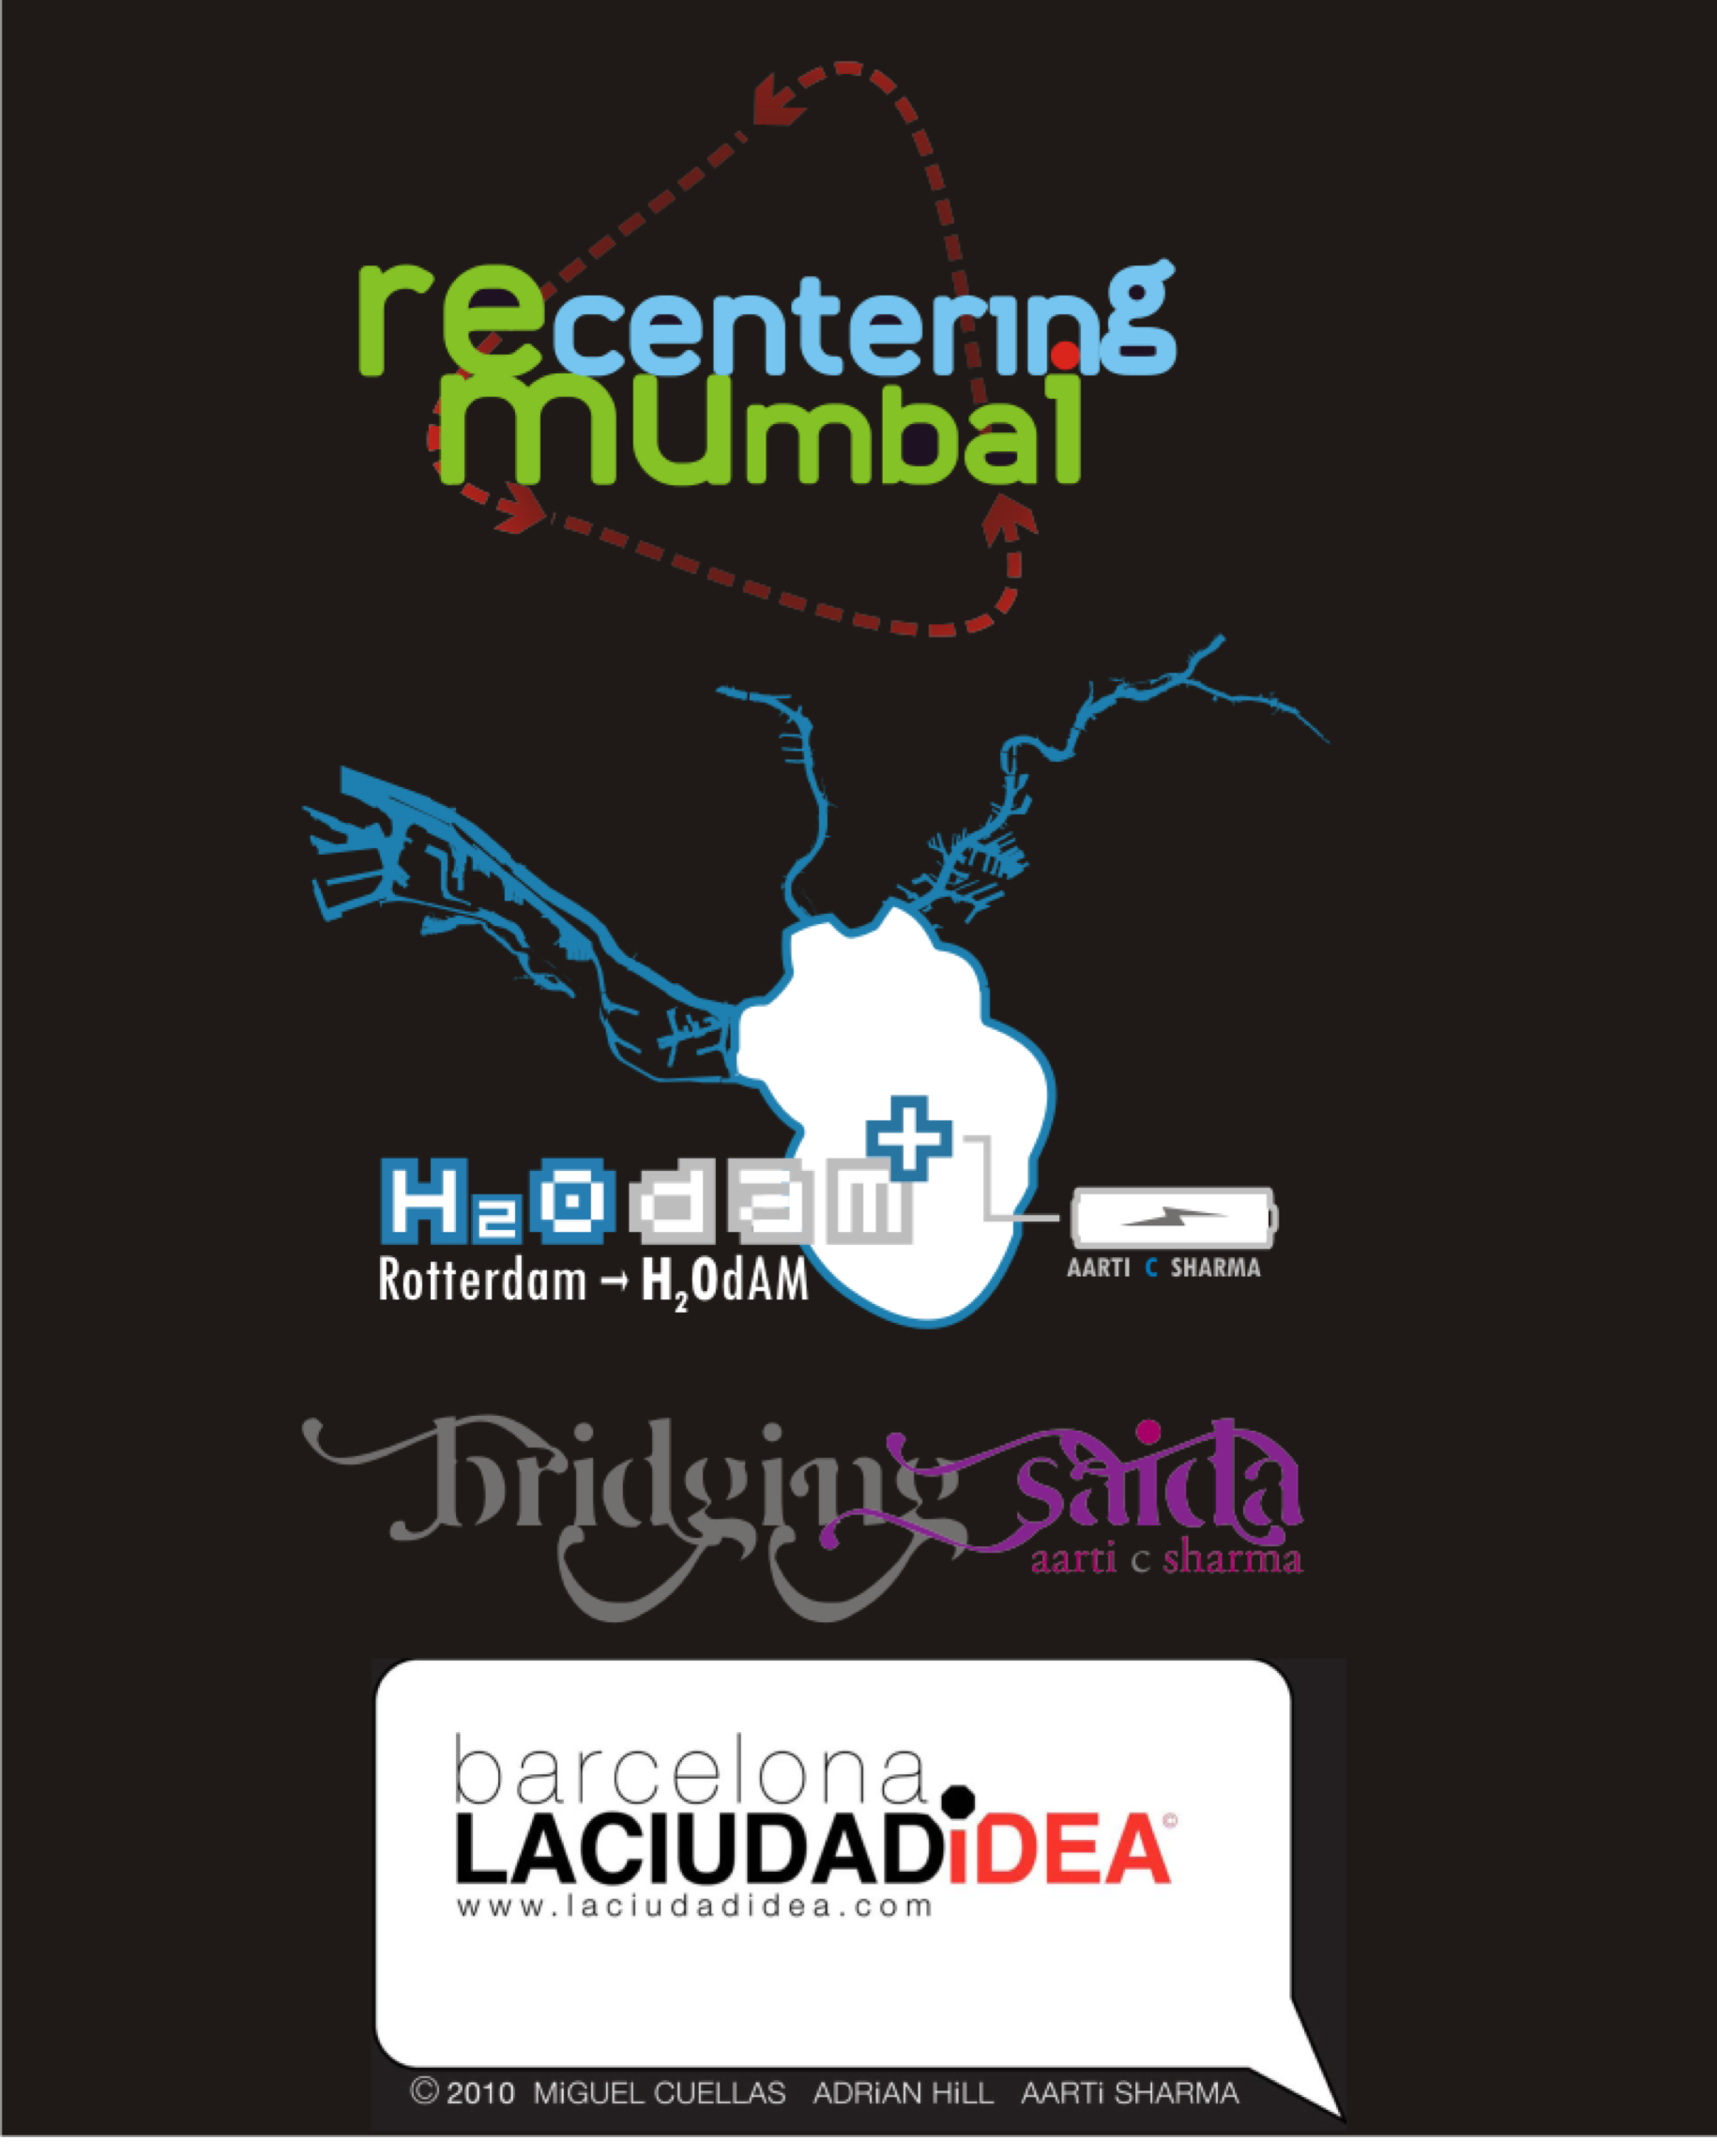 recentering
mumbai
H2Odam+
Rotterdam → H2OdAM
AARTI C SHARMA
bridging saida
aarti c sharma
barcelona
LACIUDADiDEA©
www.laciudadidea.com
© 2010 MiGUEL CUELLAS ADRiAN HiLL AARTi SHARMA